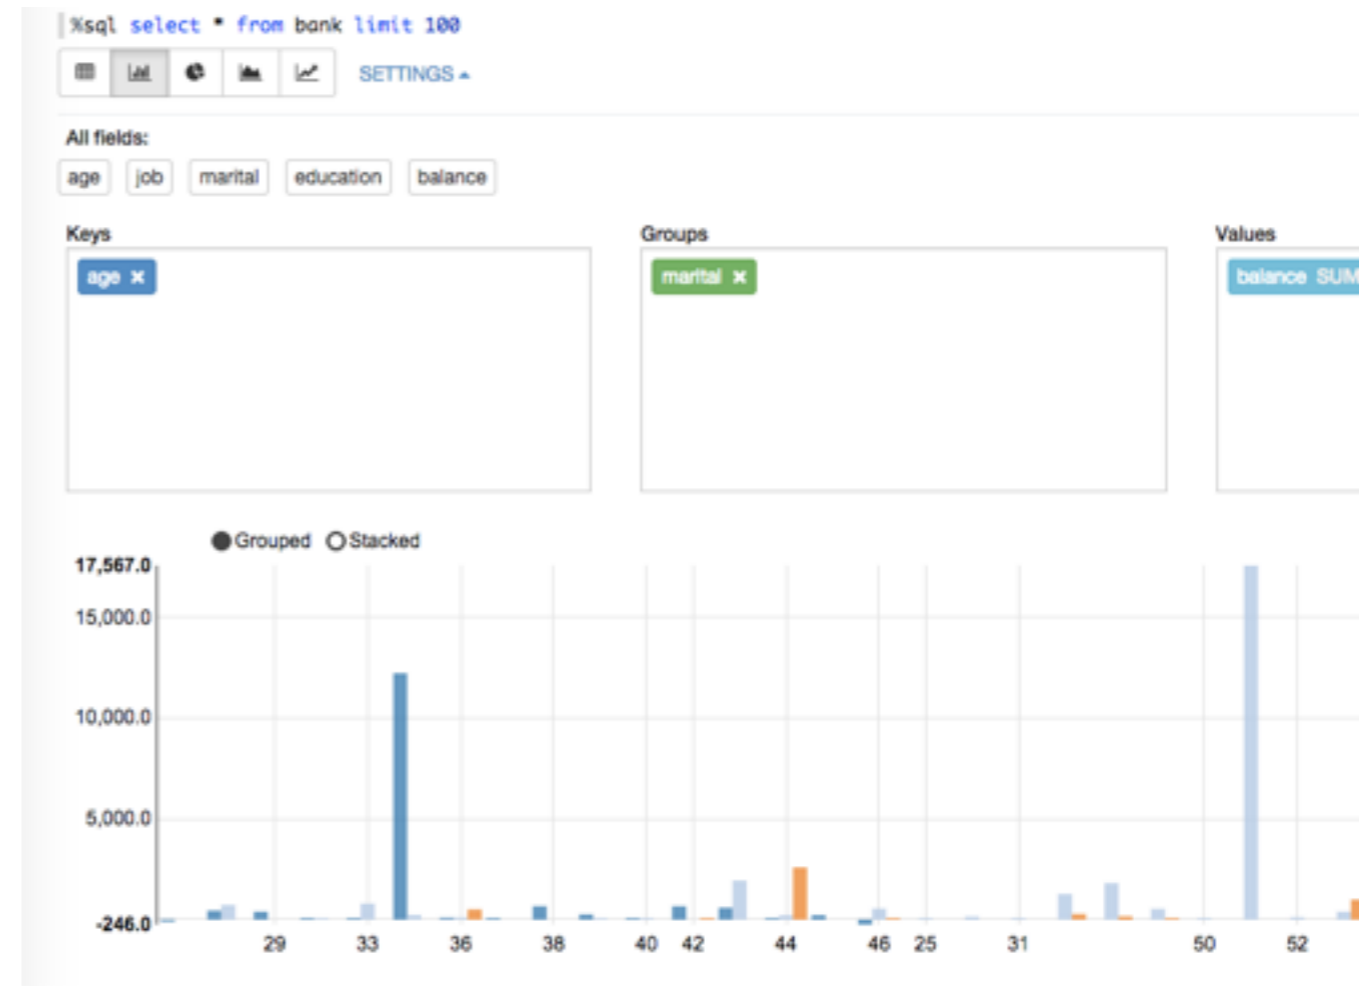 %sql select * from bank limit 100
SETTINGS
All fields:
age job marital education balance
Keys Groups Values
age × marital × balance SUM
Grouped Stacked
17,567.0
15,000.0
10,000.0
5,000.0
-246.0
29 33 36 38 40 42 44 46 25 31 50 52